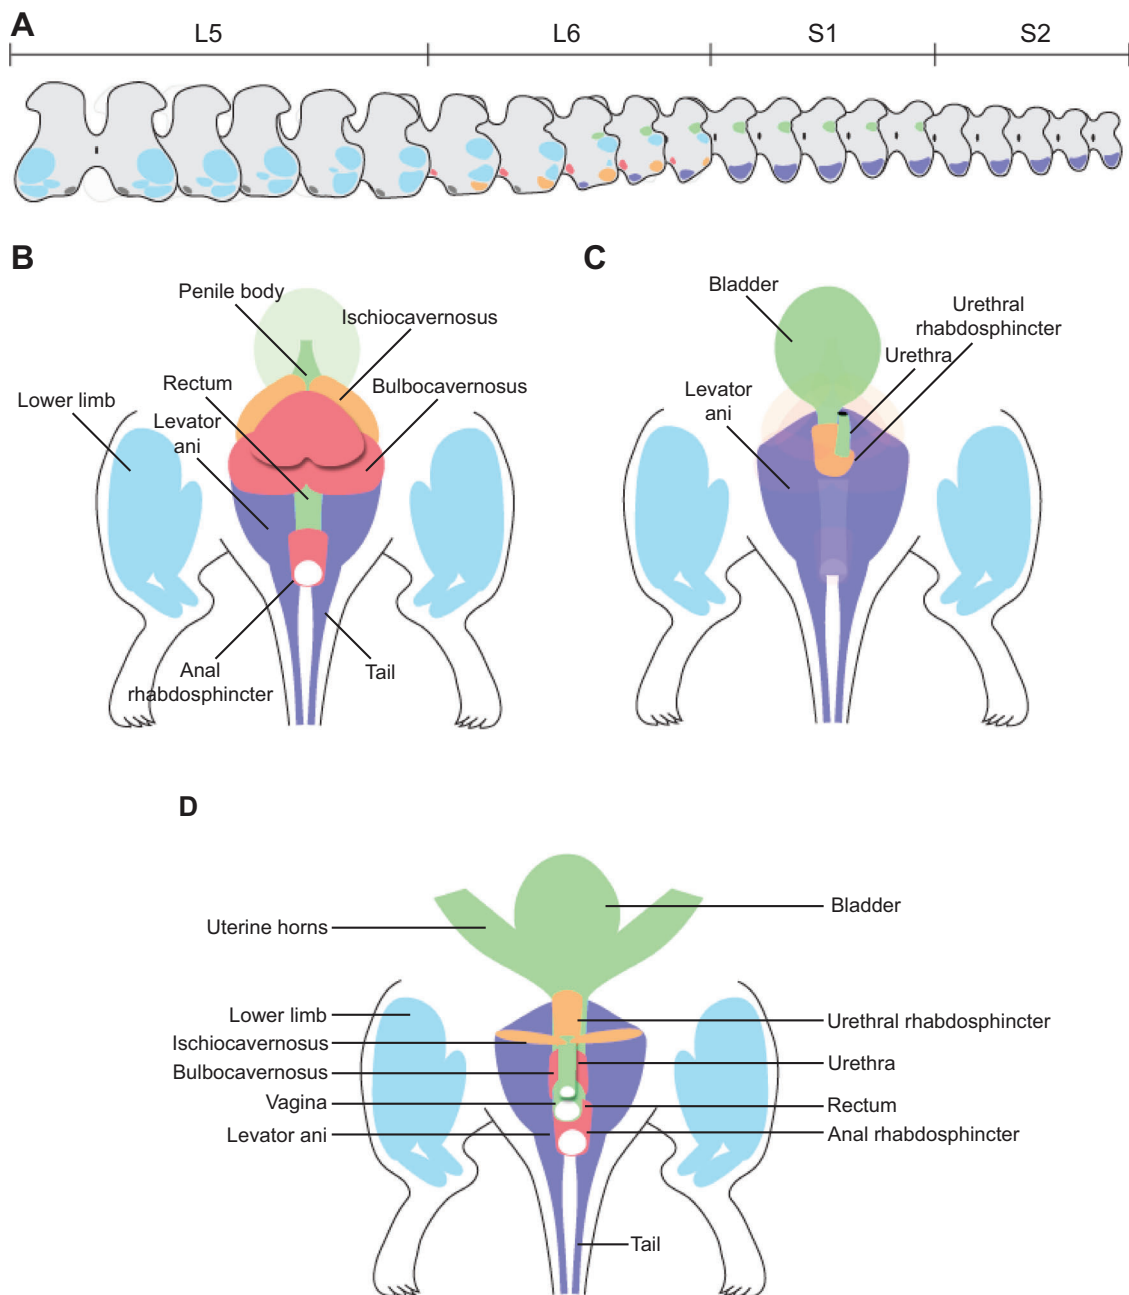 A
L5 L6 S1 S2
B
Penile body
Ischiocavernosus
Rectum
Bulbocavernosus
Lower limb
Levator
ani
Anal
rhabdosphincter
Tail
C
Bladder
Urethral
rhabdosphincter
Urethra
Levator
ani
D
Uterine horns
Bladder
Lower limb
Urethral rhabdosphincter
Ischiocavernosus
Urethra
Bulbocavernosus
Vagina
Rectum
Levator ani
Anal rhabdosphincter
Tail